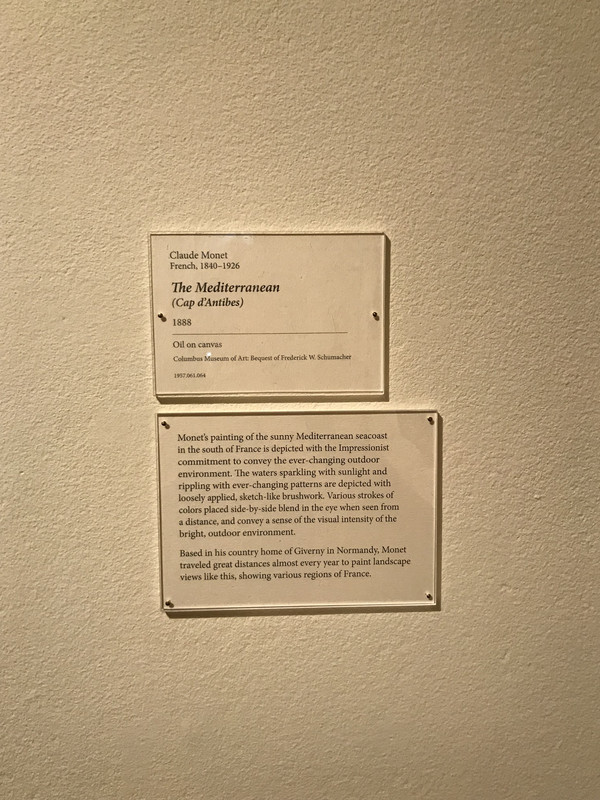 Claude Monet
French, 1840–1926
The Mediterranean
(Cap d'Antibes)
1888
Oil on canvas
Columbus Museum of Art: Bequest of Frederick W. Schumacher
1957.061.064
Monet's painting of the sunny Mediterranean seacoast
in the south of France is depicted with the Impressionist
commitment to convey the ever-changing outdoor
environment. The waters sparkling with sunlight and
rippling with ever-changing patterns are depicted with
loosely applied, sketch-like brushwork. Various strokes of
colors placed side-by-side blend in the eye when seen from
a distance, and convey a sense of the visual intensity of the
bright, outdoor environment.
Based in his country home of Giverny in Normandy, Monet
traveled great distances almost every year to paint landscape
views like this, showing various regions of France.